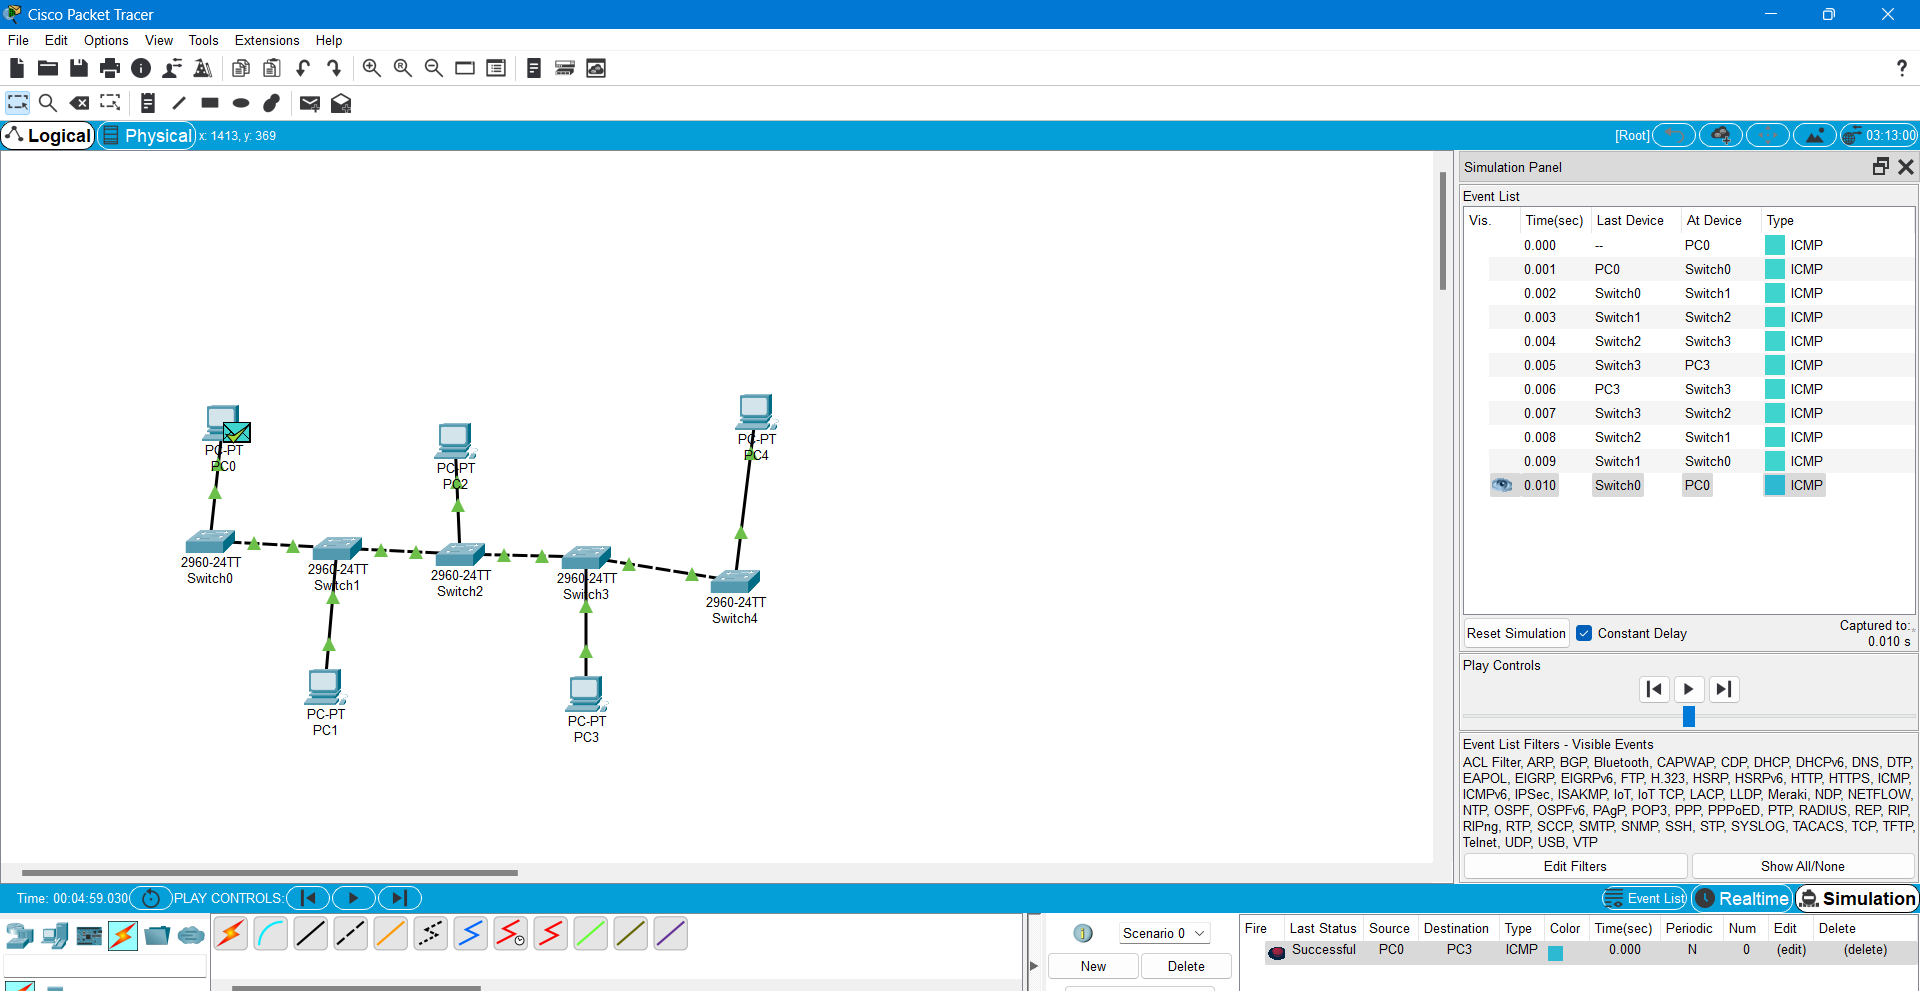 Cisco Packet Tracer
File Edit Options View Tools Extensions Help
Logical Physical x: 1413, y: 369 [Root] 03:13:00
PC-PT
PC0
PC-PT
PC2
PC-PT
PC4
2960-24TT
Switch0
2960-24TT
Switch1
2960-24TT
Switch2
2960-24TT
Switch3
2960-24TT
Switch4
PC-PT
PC1
PC-PT
PC3
Simulation Panel
Event List
Vis. Time(sec) Last Device At Device Type
0.000 -- PC0 ICMP
0.001 PC0 Switch0 ICMP
0.002 Switch0 Switch1 ICMP
0.003 Switch1 Switch2 ICMP
0.004 Switch2 Switch3 ICMP
0.005 Switch3 PC3 ICMP
0.006 PC3 Switch3 ICMP
0.007 Switch3 Switch2 ICMP
0.008 Switch2 Switch1 ICMP
0.009 Switch1 Switch0 ICMP
0.010 Switch0 PC0 ICMP
Reset Simulation Constant Delay Captured to:
0.010 s
Play Controls
Event List Filters - Visible Events
ACL Filter, ARP, BGP, Bluetooth, CAPWAP, CDP, DHCP, DHCPv6, DNS, DTP,
EAPOL, EIGRP, EIGRPv6, FTP, H.323, HSRP, HSRPv6, HTTP, HTTPS, ICMP,
ICMPv6, IPSec, ISAKMP, IoT, IoT TCP, LACP, LLDP, Meraki, NDP, NETFLOW,
NTP, OSPF, OSPFv6, PAgP, POP3, PPP, PPPoED, PTP, RADIUS, REP, RIP,
RIPng, RTP, SCCP, SMTP, SNMP, SSH, STP, SYSLOG, TACACS, TCP, TFTP,
Telnet, UDP, USB, VTP
Edit Filters Show All/None
Time: 00:04:59.030 PLAY CONTROLS: Event List Realtime Simulation
Scenario 0
New Delete
Fire Last Status Source Destination Type Color Time(sec) Periodic Num Edit Delete
Successful PC0 PC3 ICMP 0.000 N 0 (edit) (delete)